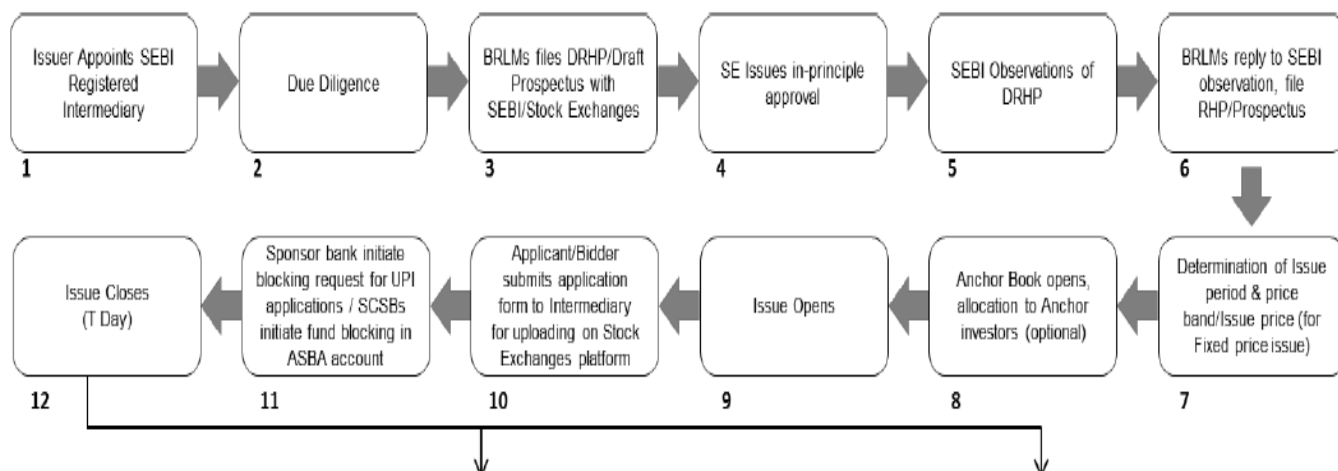 Issuer Appoints SEBI
Registered
Intermediary
1
Due Diligence
2
BRLMs files DRHP/Draft
Prospectus with
SEBI/Stock Exchanges
3
SE Issues in-principle
approval
4
SEBI Observations of
DRHP
5
BRLMs reply to SEBI
observation, file
RHP/Prospectus
6
Determination of Issue
period & price
band/Issue price (for
Fixed price issue)
7
Anchor Book opens,
allocation to Anchor
investors (optional)
8
Issue Opens
9
Applicant/Bidder
submits application
form to Intermediary
for uploading on Stock
Exchanges platform
10
Sponsor bank initiate
blocking request for UPI
applications / SCSBs
initiate fund blocking in
ASBA account
11
Issue Closes
(T Day)
12